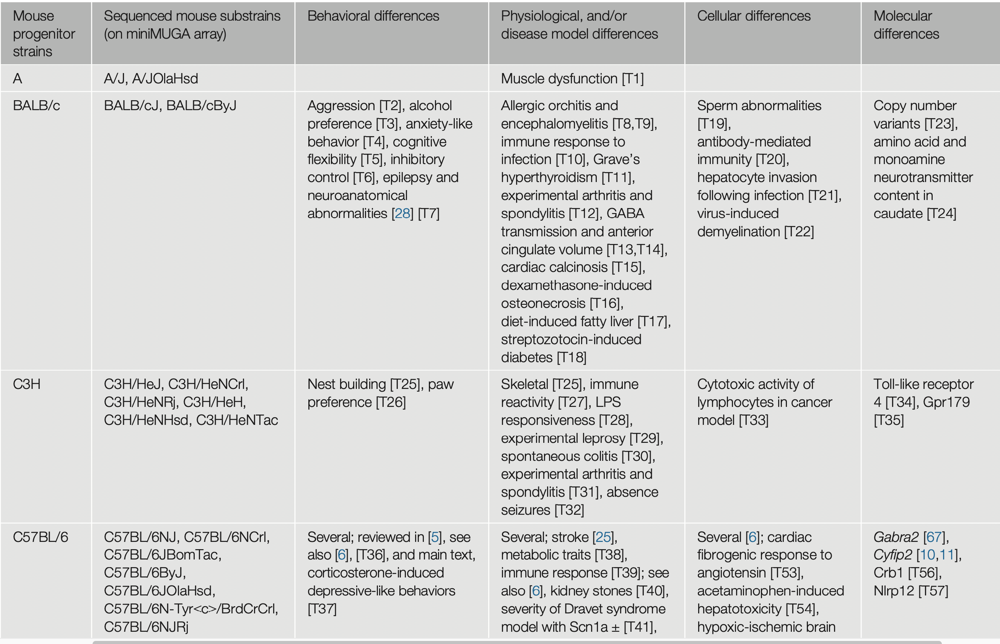 Mouse
progenitor
strains
Sequenced mouse substrains
(on miniMUGA array)
Behavioral differences
Physiological, and/or
disease model differences
Cellular differences
Molecular
differences
A
A/J, A/JOlaHsd
Muscle dysfunction [T1]
BALB/c
BALB/cJ, BALB/cByJ
Aggression [T2], alcohol
preference [T3], anxiety-like
behavior [T4], cognitive
flexibility [T5], inhibitory
control [T6], epilepsy and
neuroanatomical
abnormalities [28] [T7]
Allergic orchitis and
encephalomyelitis [T8,T9],
immune response to
infection [T10], Grave’s
hyperthyroidism [T11],
experimental arthritis and
spondylitis [T12], GABA
transmission and anterior
cingulate volume [T13,T14],
cardiac calcinosis [T15],
dexamethasone-induced
osteonecrosis [T16],
diet-induced fatty liver [T17],
streptozotocin-induced
diabetes [T18]
Sperm abnormalities
[T19],
antibody-mediated
immunity [T20],
hepatocyte invasion
following infection [T21],
virus-induced
demyelination [T22]
Copy number
variants [T23],
amino acid and
monoamine
neurotransmitter
content in
caudate [T24]
C3H
C3H/HeJ, C3H/HeNCrl,
C3H/HeNRj, C3H/HeH,
C3H/HeNHsd, C3H/HeNTac
Nest building [T25], paw
preference [T26]
Skeletal [T25], immune
reactivity [T27], LPS
responsiveness [T28],
experimental leprosy [T29],
spontaneous colitis [T30],
experimental arthritis and
spondylitis [T31], absence
seizures [T32]
Cytotoxic activity of
lymphocytes in cancer
model [T33]
Toll-like receptor
4 [T34], Gpr179
[T35]
C57BL/6
C57BL/6NJ, C57BL/6NCrl,
C57BL/6JBomTac,
C57BL/6ByJ,
C57BL/6JOlaHsd,
C57BL/6N-Tyr<c>/BrdCrCrl,
C57BL/6NJRj
Several; reviewed in [5], see
also [6], [T36], and main text,
corticosterone-induced
depressive-like behaviors
[T37]
Several; stroke [25],
metabolic traits [T38],
immune response [T39]; see
also [6], kidney stones [T40],
severity of Dravet syndrome
model with Scn1a ± [T41],
Several [6]; cardiac
fibrogenic response to
angiotensin [T53],
acetaminophen-induced
hepatotoxicity [T54],
hypoxic-ischemic brain
Gabra2 [67],
Cyfip2 [10,11],
Crb1 [T56],
Nlrp12 [T57]